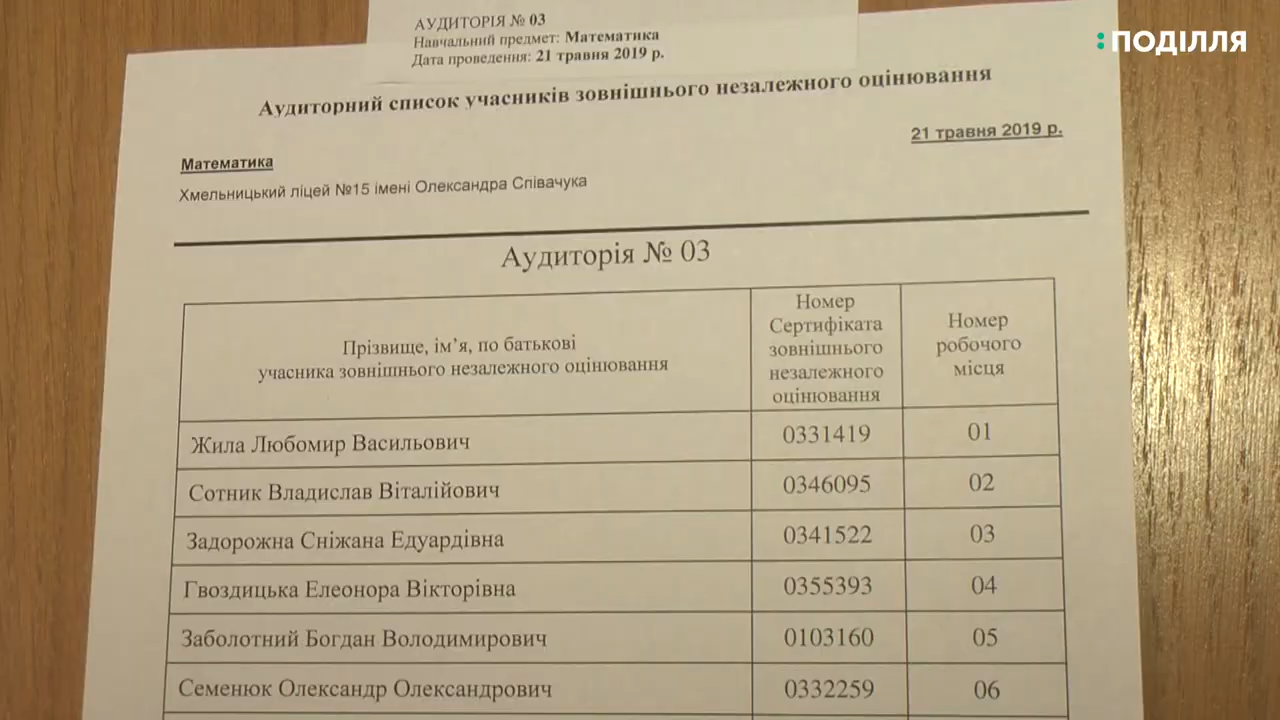 АУДИТОРІЯ № 03
Навчальний предмет: Математика
Дата проведення: 21 травня 2019 р.
:ПОДІЛЛЯ
Аудиторний список учасників зовнішнього незалежного оцінювання
21 травня 2019 р.
Математика
Хмельницький ліцей №15 імені Олександра Співачука
Аудиторія № 03
Прізвище, ім’я, по батькові
учасника зовнішнього незалежного оцінювання
Номер
Сертифіката
зовнішнього
незалежного
оцінювання
Номер
робочого
місця
Жила Любомир Васильович 0331419 01
Сотник Владислав Віталійович 0346095 02
Задорожна Сніжана Едуардівна 0341522 03
Гвоздицька Елеонора Вікторівна 0355393 04
Заболотний Богдан Володимирович 0103160 05
Семенюк Олександр Олександрович 0332259 06